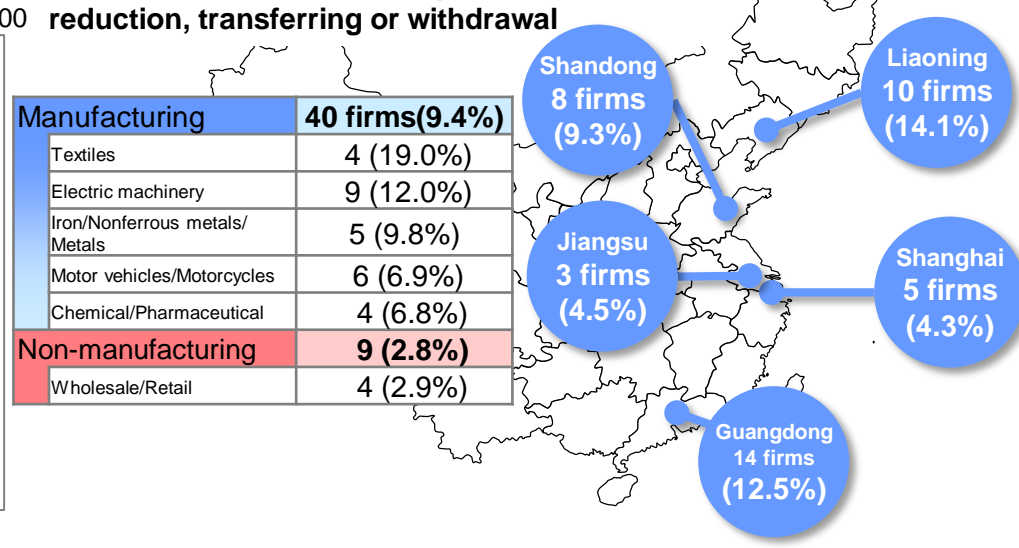 00 reduction, transferring or withdrawal
Manufacturing 40 firms(9.4%)
Textiles 4 (19.0%)
Electric machinery 9 (12.0%)
Iron/Nonferrous metals/
Metals 5 (9.8%)
Motor vehicles/Motorcycles 6 (6.9%)
Chemical/Pharmaceutical 4 (6.8%)
Non-manufacturing 9 (2.8%)
Wholesale/Retail 4 (2.9%)
Shandong
8 firms
(9.3%)
Liaoning
10 firms
(14.1%)
Jiangsu
3 firms
(4.5%)
Shanghai
5 firms
(4.3%)
Guangdong
14 firms
(12.5%)